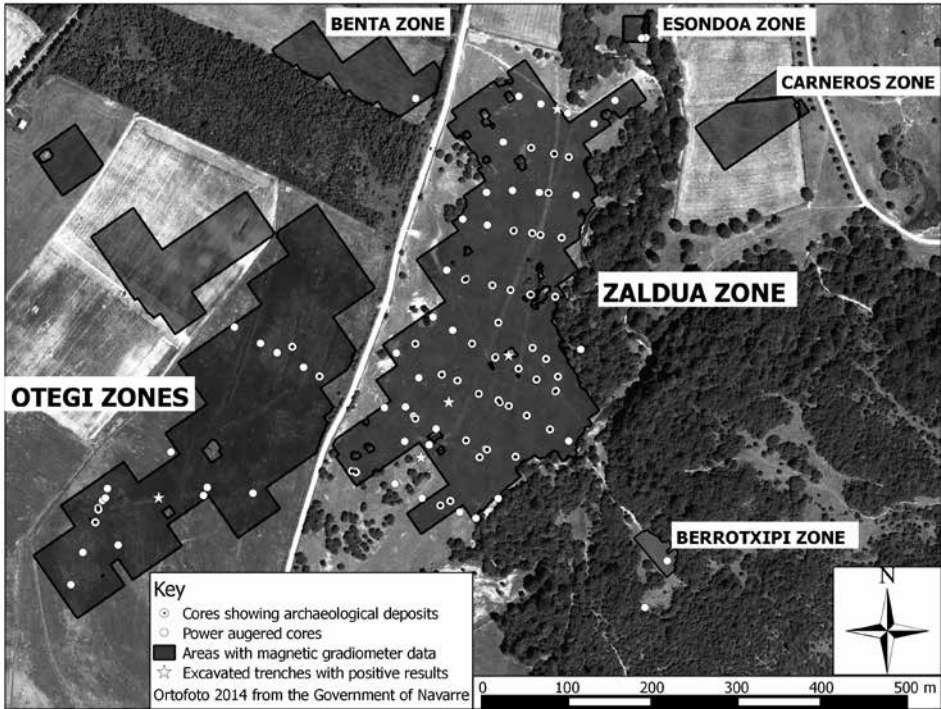 BENTA ZONE
ESONDOA ZONE
CARNEROS ZONE
ZALDUA ZONE
OTEGI ZONES
BERROTXIPI ZONE
Key
Cores showing archaeological deposits
Power augered cores
Areas with magnetic gradiometer data
Excavated trenches with positive results
Ortofoto 2014 from the Government of Navarre
N
0 100 200 300 400 500 m